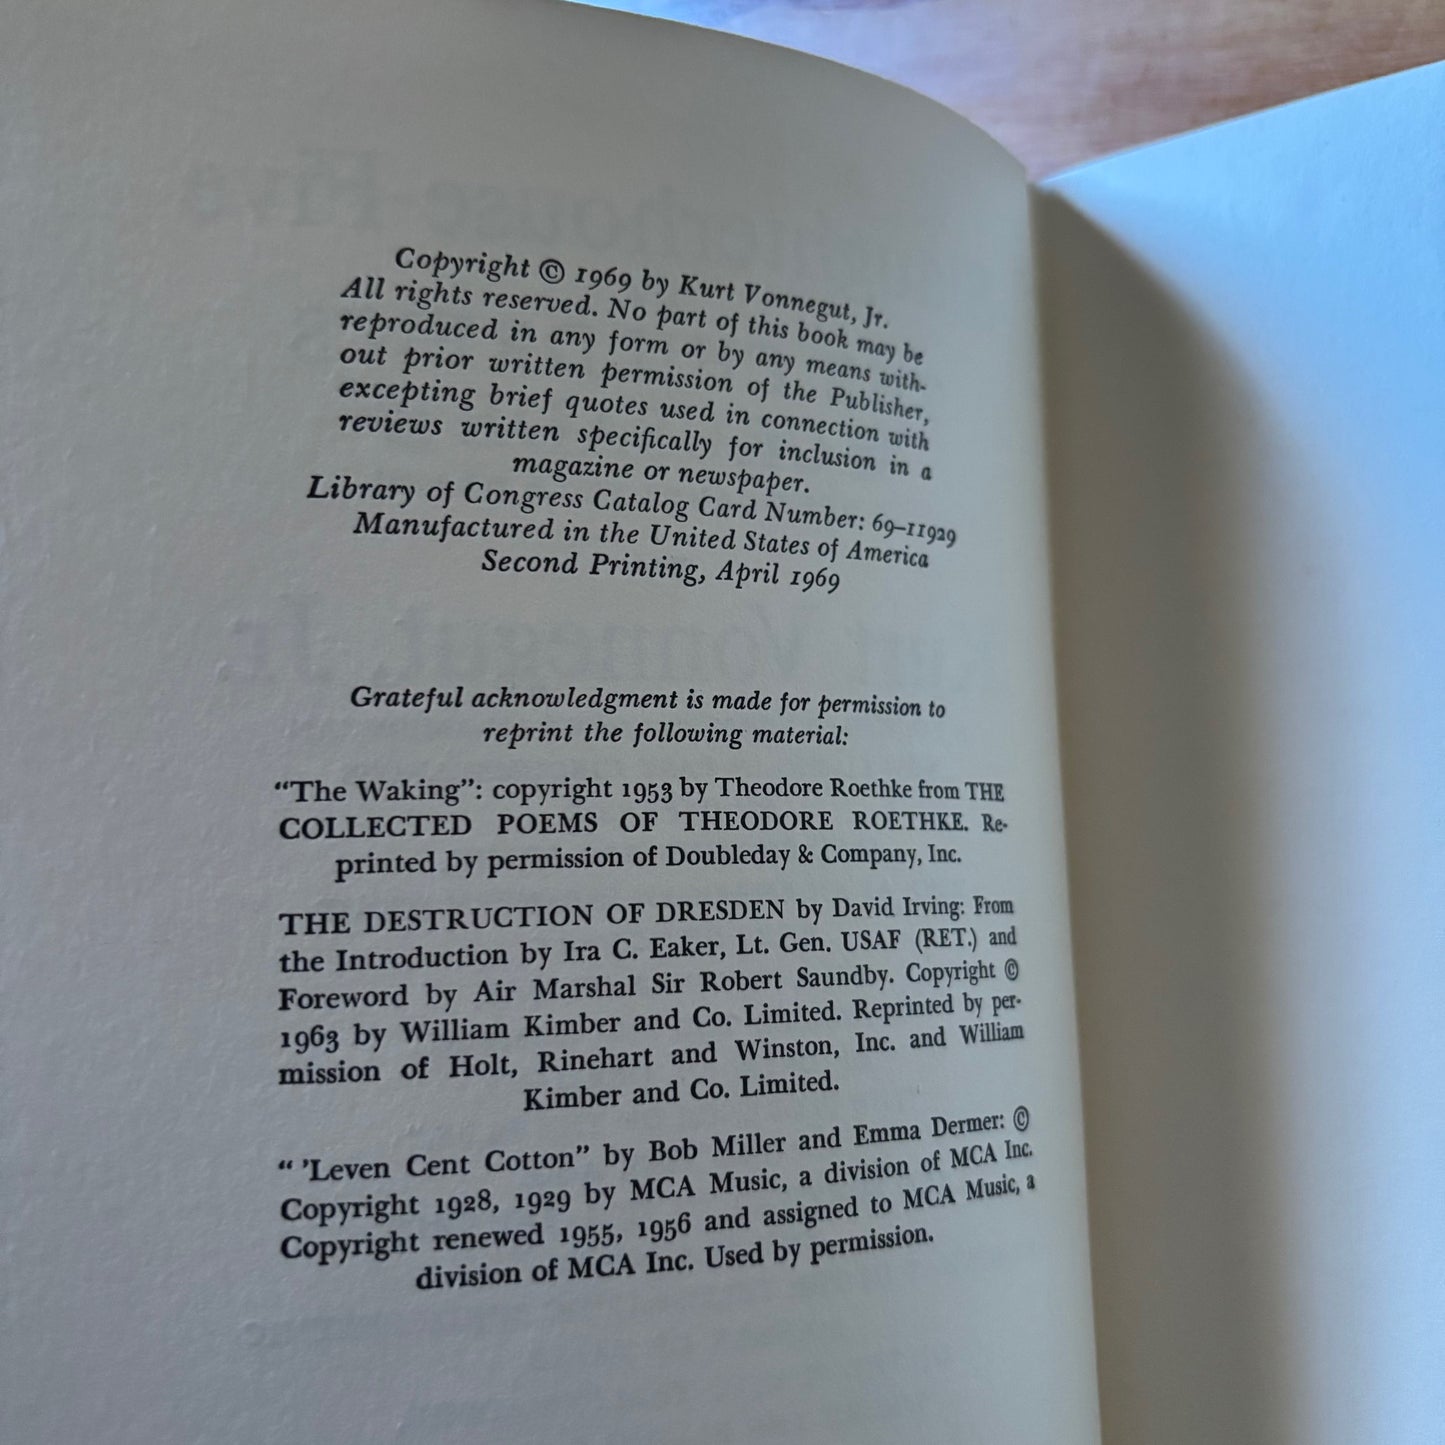 Copyright © 1969 by Kurt Vonnegut, Jr.
All rights reserved. No part of this book may be
reproduced in any form or by any means with-
out prior written permission of the Publisher,
excepting brief quotes used in connection with
reviews written specifically for inclusion in a
magazine or newspaper.
Library of Congress Catalog Card Number: 69–11929
Manufactured in the United States of America
Second Printing, April 1969
Grateful acknowledgment is made for permission to
reprint the following material:
“The Waking”: copyright 1953 by Theodore Roethke from THE
COLLECTED POEMS OF THEODORE ROETHKE. Re-
printed by permission of Doubleday & Company, Inc.
THE DESTRUCTION OF DRESDEN by David Irving: From
the Introduction by Ira C. Eaker, Lt. Gen. USAF (RET.) and
Foreword by Air Marshal Sir Robert Saundby. Copyright ©
1963 by William Kimber and Co. Limited. Reprinted by per-
mission of Holt, Rinehart and Winston, Inc. and William
Kimber and Co. Limited.
“ ’Leven Cent Cotton” by Bob Miller and Emma Dermer: ©
Copyright 1928, 1929 by MCA Music, a division of MCA Inc.
Copyright renewed 1955, 1956 and assigned to MCA Music, a
division of MCA Inc. Used by permission.